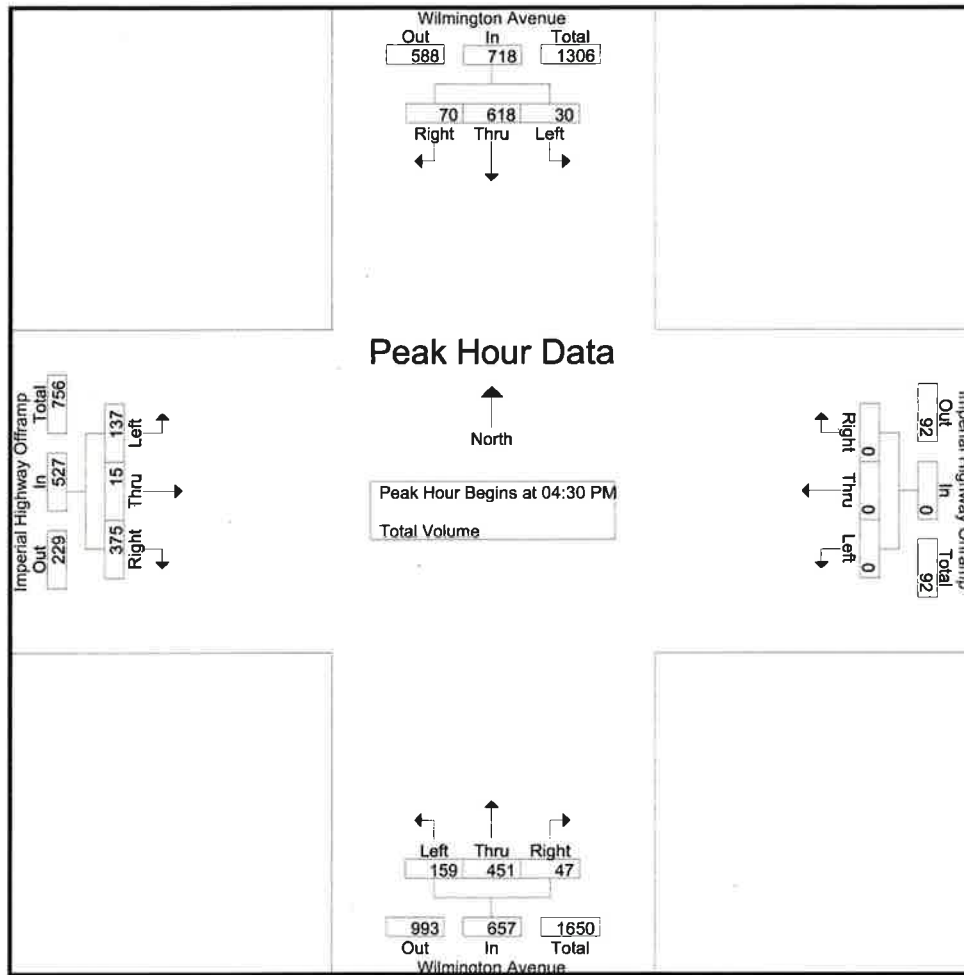 Wilmington Avenue
Out In Total
588 718 1306
70 618 30
Right Thru Left
Peak Hour Data
North
Peak Hour Begins at 04:30 PM
Total Volume
Imperial Highway Offramp
Total In Out
756 527 229
137 15 375
Left Thru Right
Right Thru Left
0 0 0
Out In Total
92 0 92
Imperial Highway
Left Thru Right
159 451 47
993 657 1650
Out In Total
Wilmington Avenue